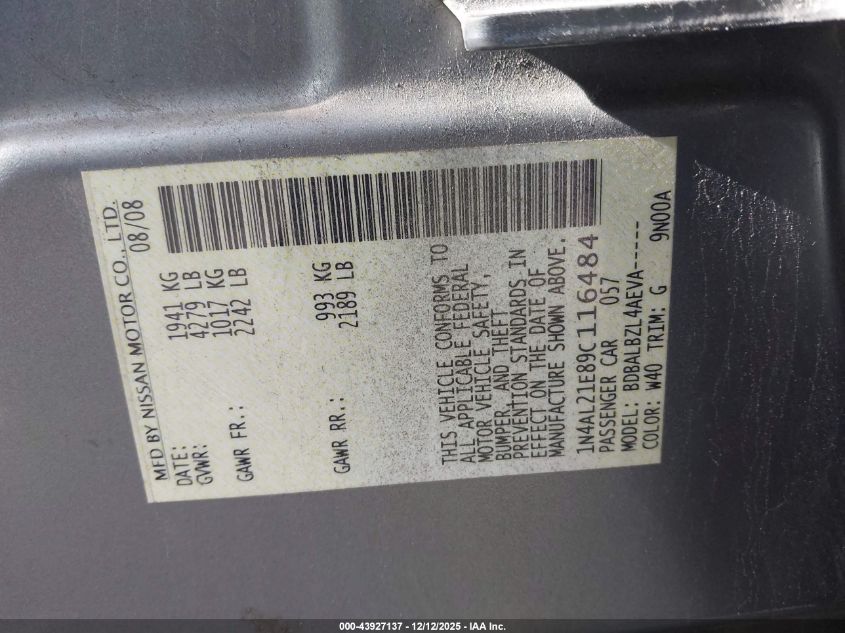 MFD BY NISSAN MOTOR CO., LTD.
DATE: 08/08
GVWR: 1941 KG
4279 LB
GAWR FR.: 1017 KG
2242 LB
GAWR RR.: 993 KG
2189 LB
THIS VEHICLE CONFORMS TO
ALL APPLICABLE FEDERAL
MOTOR VEHICLE SAFETY,
BUMPER, AND THEFT
PREVENTION STANDARDS IN
EFFECT ON THE DATE OF
MANUFACTURE SHOWN ABOVE.
1N4AL21E89C116484
PASSENGER CAR 057
MODEL: BDBALBZL4AEVA-----
COLOR: W40 TRIM: G 9N00A
000-43927137 - 12/12/2025 - IAA Inc.